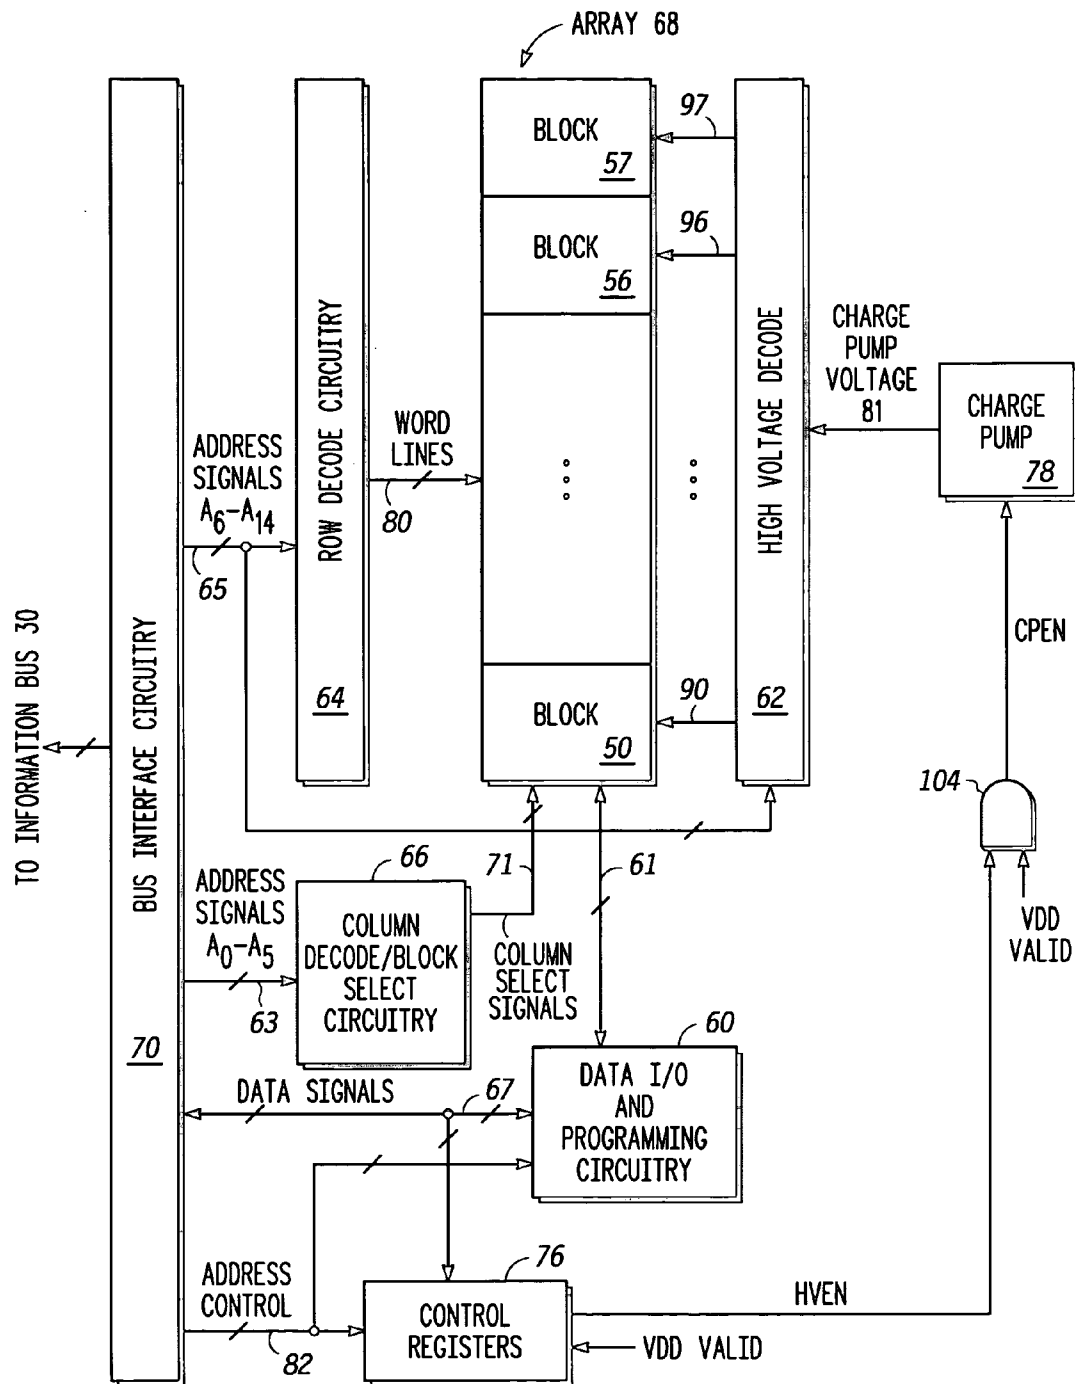 ARRAY 68
BLOCK
57
97
BLOCK
56
96
ROW DECODE CIRCUITRY
64
WORD
LINES
80
HIGH VOLTAGE DECODE
62
CHARGE
PUMP
VOLTAGE
81
CHARGE
PUMP
78
ADDRESS
SIGNALS
A6-A14
65
TO INFORMATION BUS 30
BUS INTERFACE CIRCUITRY
70
BLOCK
50
90
CPEN
104
VDD
VALID
ADDRESS
SIGNALS
A0-A5
63
66
COLUMN
DECODE/BLOCK
SELECT
CIRCUITRY
71
COLUMN
SELECT
SIGNALS
61
60
DATA I/O
AND
PROGRAMMING
CIRCUITRY
DATA SIGNALS
67
ADDRESS
CONTROL
82
76
CONTROL
REGISTERS
HVEN
VDD VALID